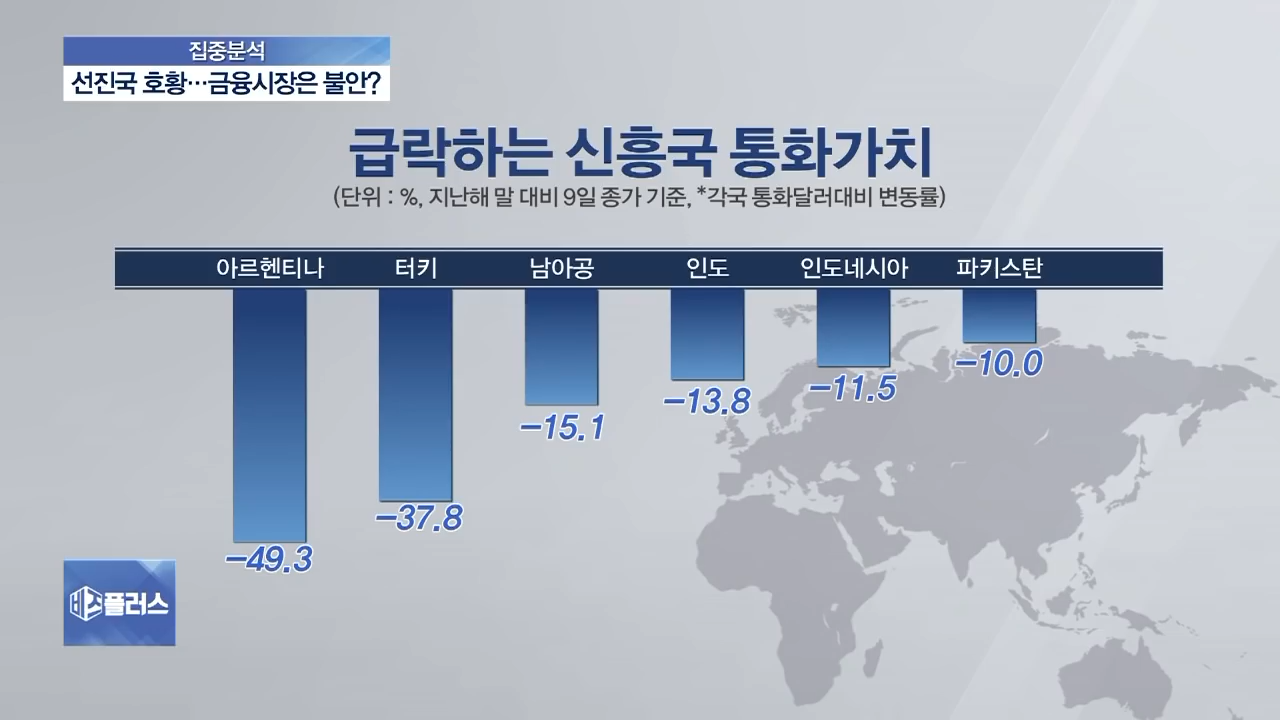 집중분석
선진국 호황…금융시장은 불안?
급락하는 신흥국 통화가치
(단위 : %, 지난해 말 대비 9일 종가 기준, *각국 통화달러대비 변동률)
아르헨티나 터키 남아공 인도 인도네시아 파키스탄
-49.3 -37.8 -15.1 -13.8 -11.5 -10.0
비즈플러스